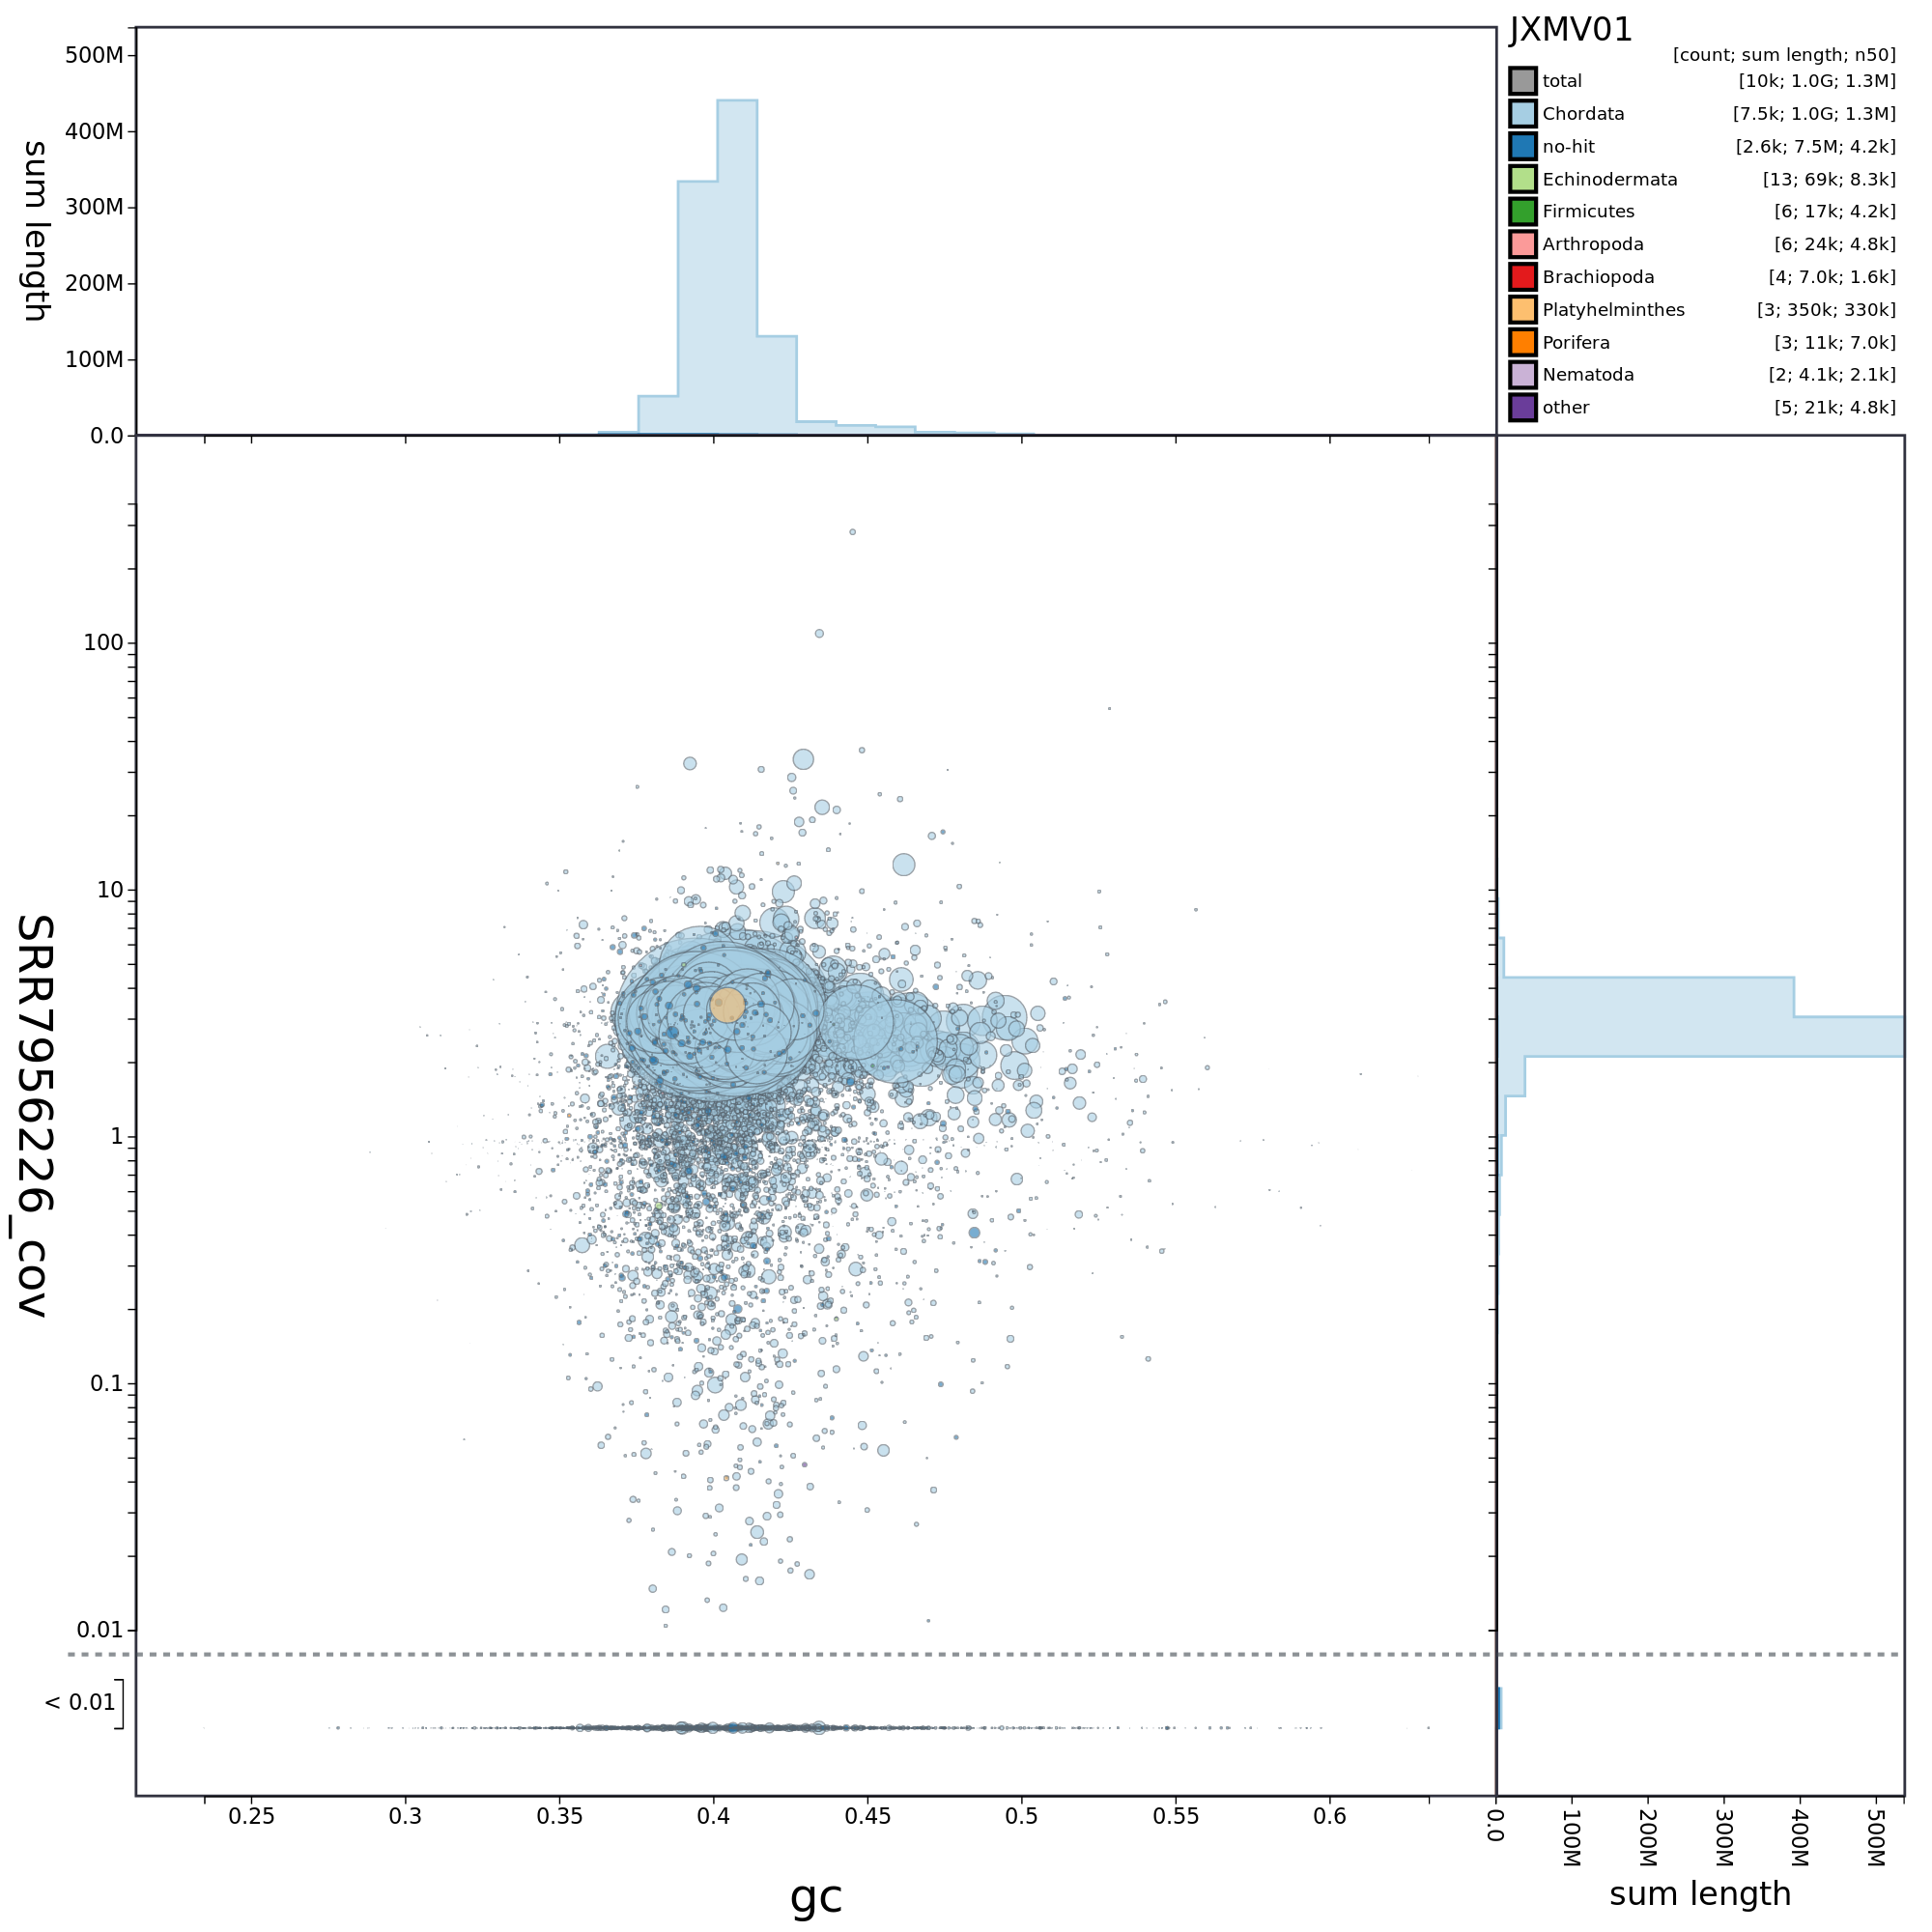 JXMV01
[count; sum length; n50]
total [10k; 1.0G; 1.3M]
Chordata [7.5k; 1.0G; 1.3M]
no-hit [2.6k; 7.5M; 4.2k]
Echinodermata [13; 69k; 8.3k]
Firmicutes [6; 17k; 4.2k]
Arthropoda [6; 24k; 4.8k]
Brachiopoda [4; 7.0k; 1.6k]
Platyhelminthes [3; 350k; 330k]
Porifera [3; 11k; 7.0k]
Nematoda [2; 4.1k; 2.1k]
other [5; 21k; 4.8k]
sum length
500M
400M
300M
200M
100M
0.0
SRR7956226_cov
100
10
1
0.1
0.01
< 0.01
0.25 0.3 0.35 0.4 0.45 0.5 0.55 0.6
gc
0.0 100M 200M 300M 400M 500M
sum length